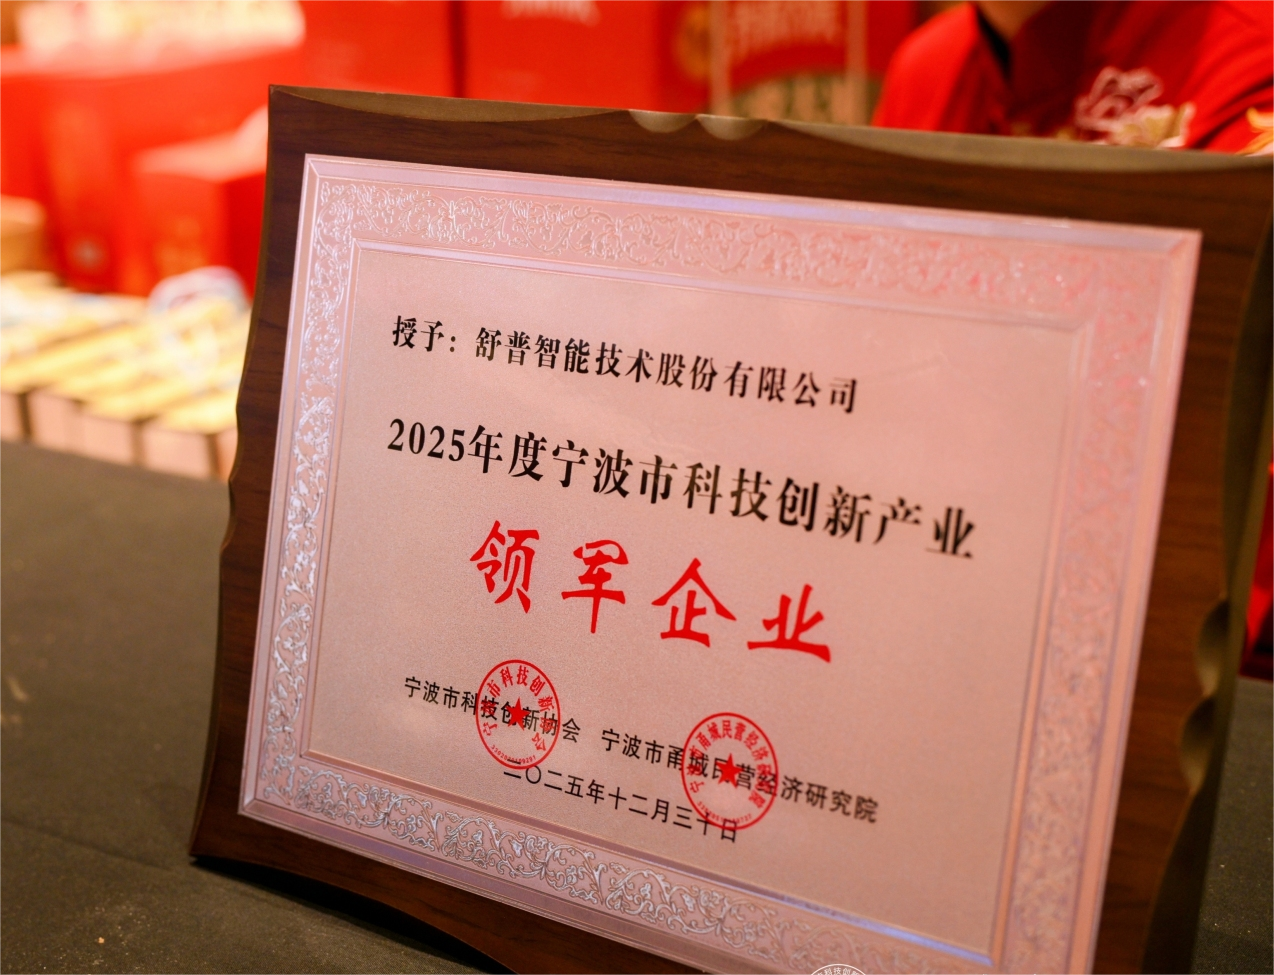 授予：舒普智能技术股份有限公司
2025年度宁波市科技创新产业
领军企业
宁波市科技创新协会 宁波市甬城民营经济研究院
二〇二五年十二月三十日